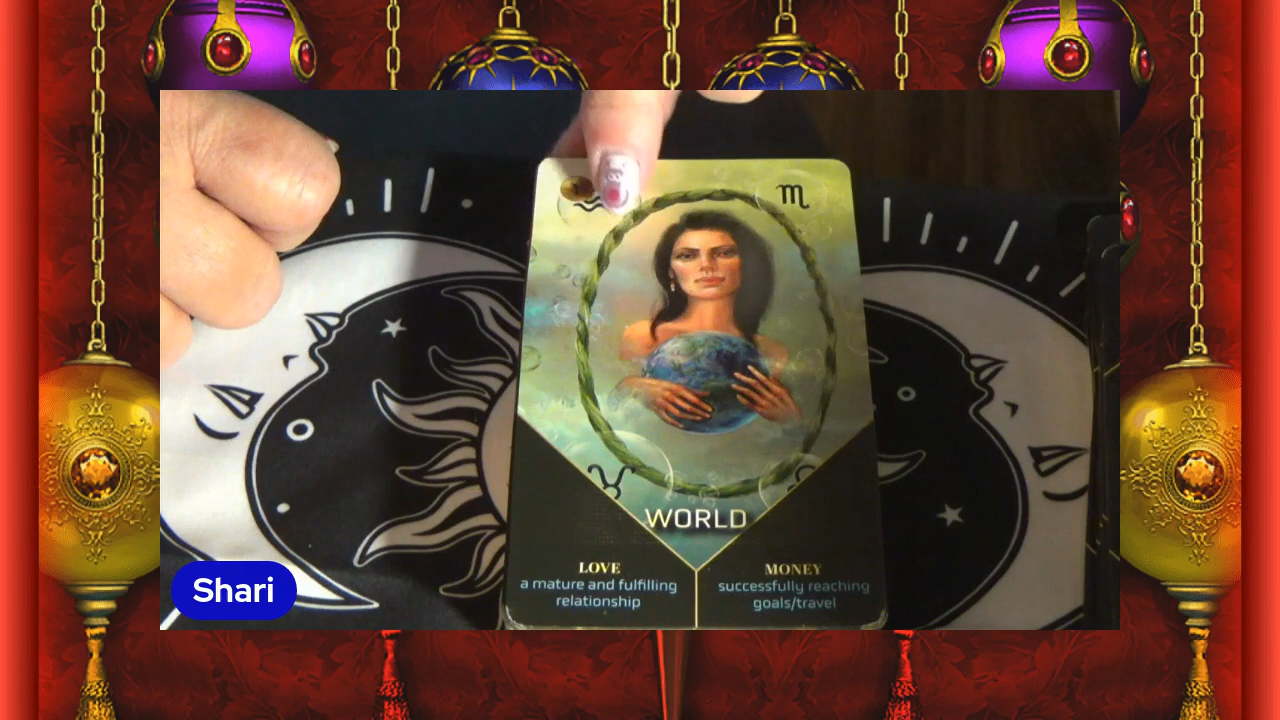 WORLD
LOVE
a mature and fulfilling
relationship
MONEY
successfully reaching
goals/travel
Shari